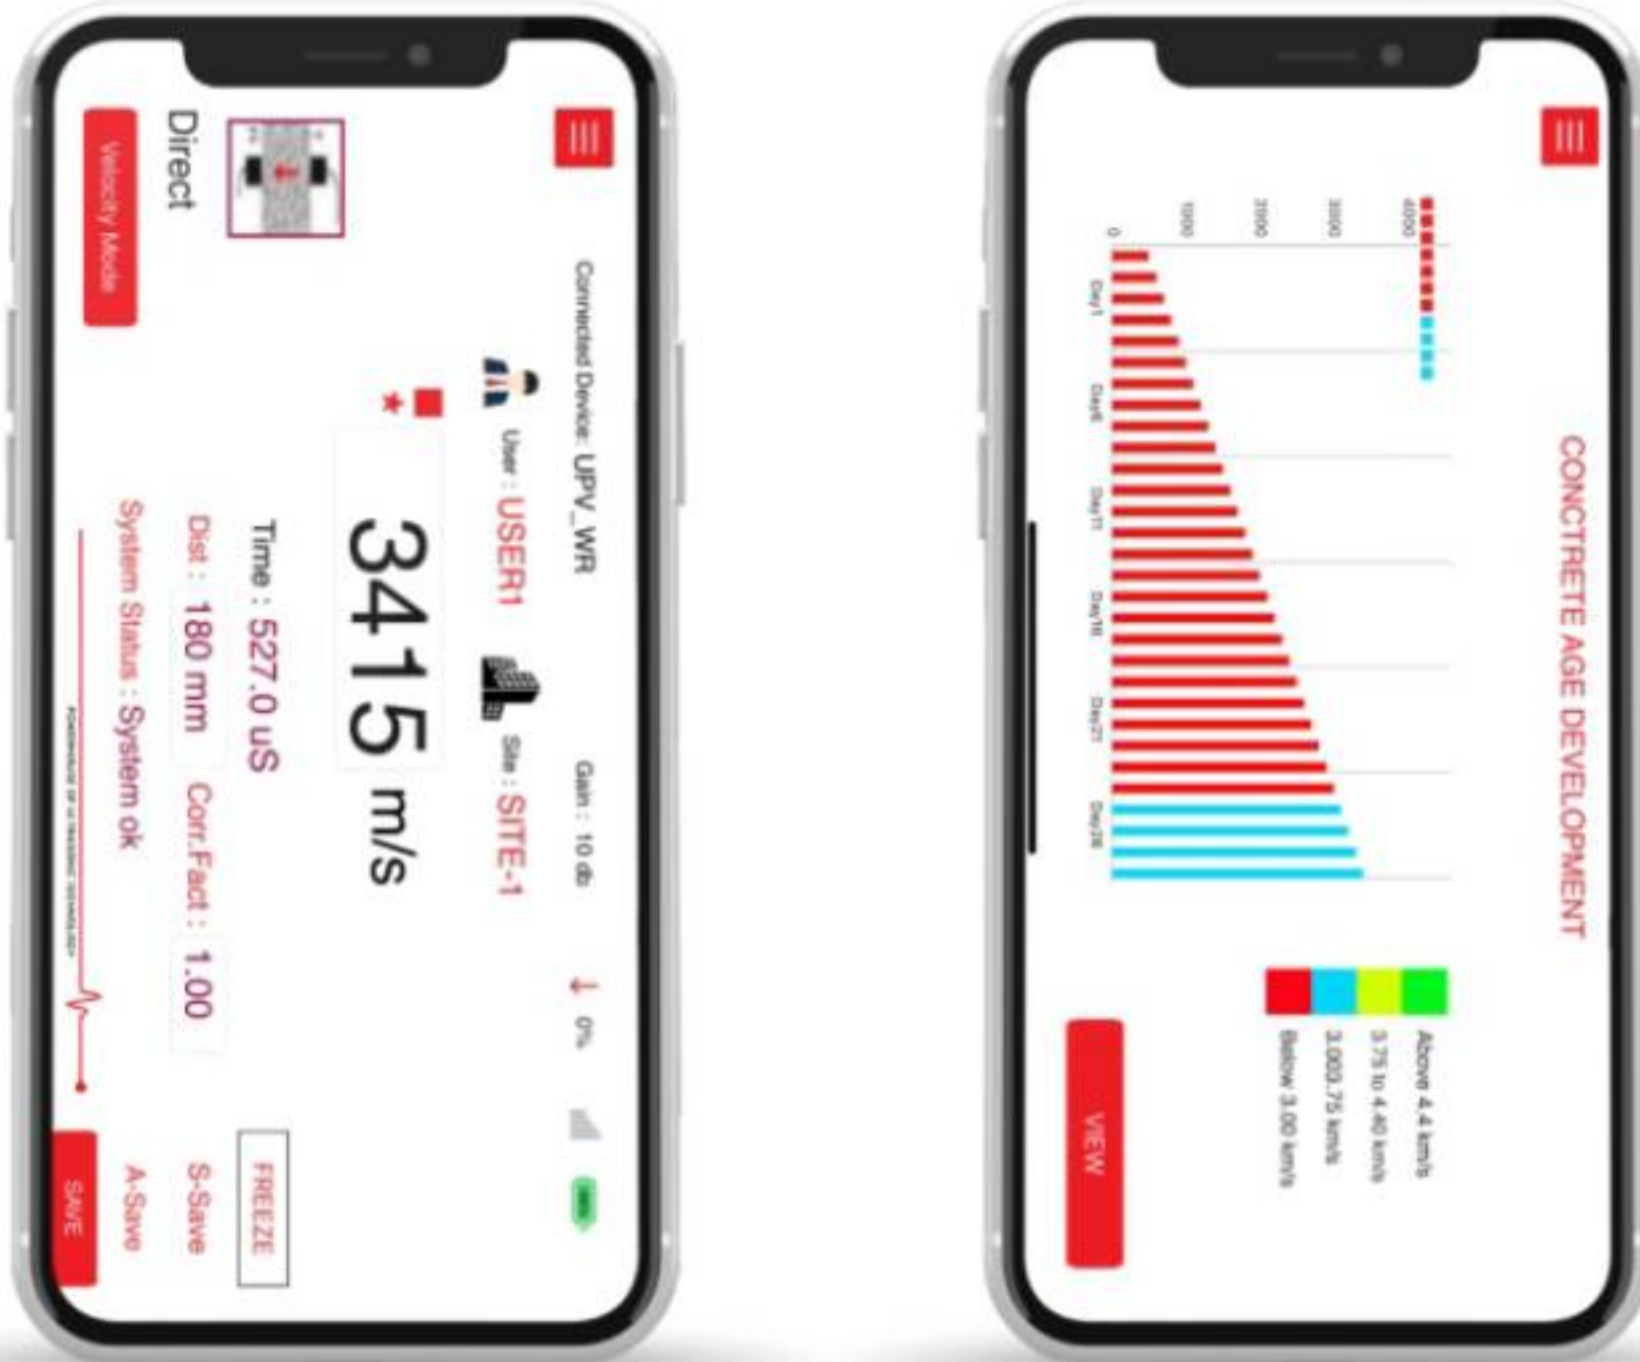 Connected Device: UPV_WR
Gain : 10 db
0%
User : USER1
Site : SITE-1
3415 m/s
Time : 527.0 uS
FREEZE
Direct
Dist : 180 mm
Corr.Fact : 1.00
S-Save
Velocity Mode
System Status : System ok
A-Save
SAVE
CONCTRETE AGE DEVELOPMENT
4000
3000
2000
1000
0
Day1
Day6
Day11
Day16
Day21
Day26
Above 4.4 km/s
3.75 to 4.40 km/s
3.003.75 km/s
Below 3.00 km/s
VIEW